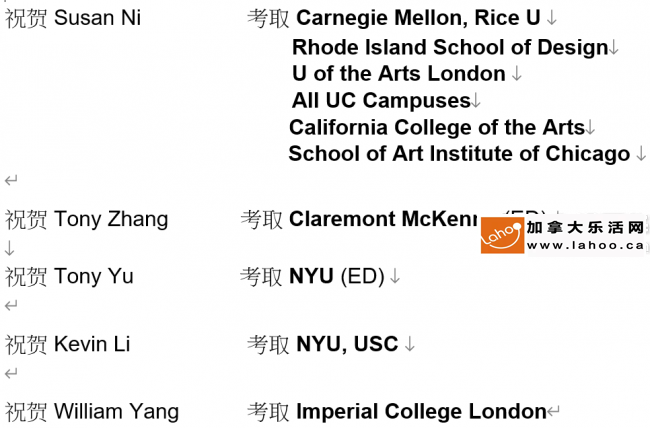 祝贺 Susan Ni 考取 Carnegie Mellon, Rice U
Rhode Island School of Design
U of the Arts London
All UC Campuses
California College of the Arts
School of Art Institute of Chicago
祝贺 Tony Zhang 考取 Claremont (ED)
祝贺 Tony Yu 考取 NYU (ED)
祝贺 Kevin Li 考取 NYU, USC
祝贺 William Yang 考取 Imperial College London
Lahoo
加拿大乐活网
www.lahoo.ca